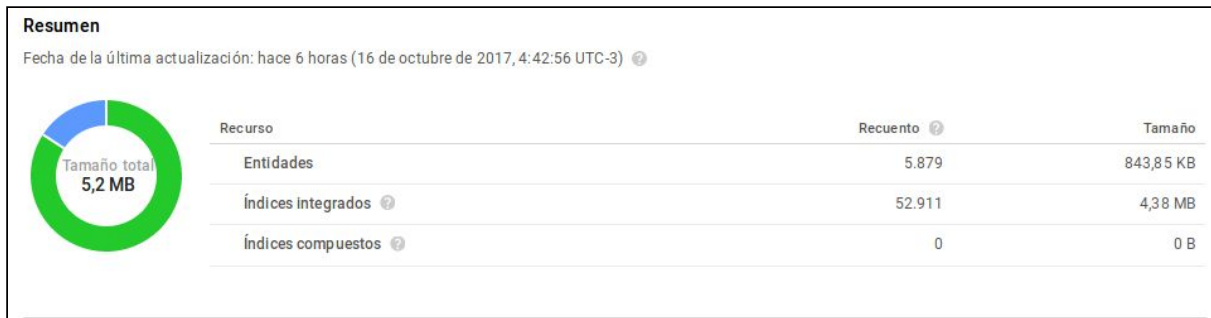 Resumen
Fecha de la última actualización: hace 6 horas (16 de octubre de 2017, 4:42:56 UTC-3) ?
Tamaño total
5,2 MB
Recurso Recuento ? Tamaño
Entidades 5.879 843,85 KB
Índices integrados ? 52.911 4,38 MB
Índices compuestos ? 0 0 B